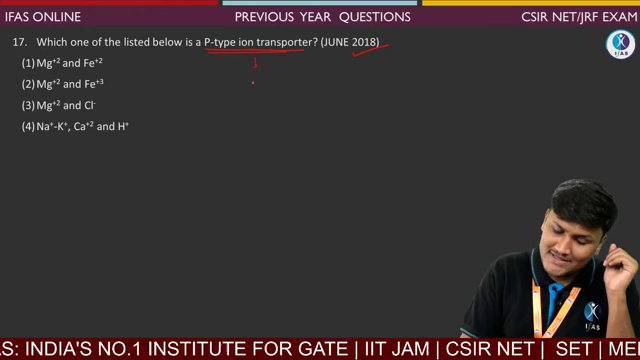 IFAS ONLINE PREVIOUS YEAR QUESTIONS CSIR NET/JRF EXAM
17. Which one of the listed below is a P-type ion transporter? (JUNE 2018)
(1) Mg⁺² and Fe⁺²
(2) Mg⁺² and Fe⁺³
(3) Mg⁺² and Cl⁻
(4) Na⁺-K⁺, Ca⁺² and H⁺
IFAS
IFAS
S: INDIA'S NO.1 INSTITUTE FOR GATE | IIT JAM | CSIR NET | SET | ME